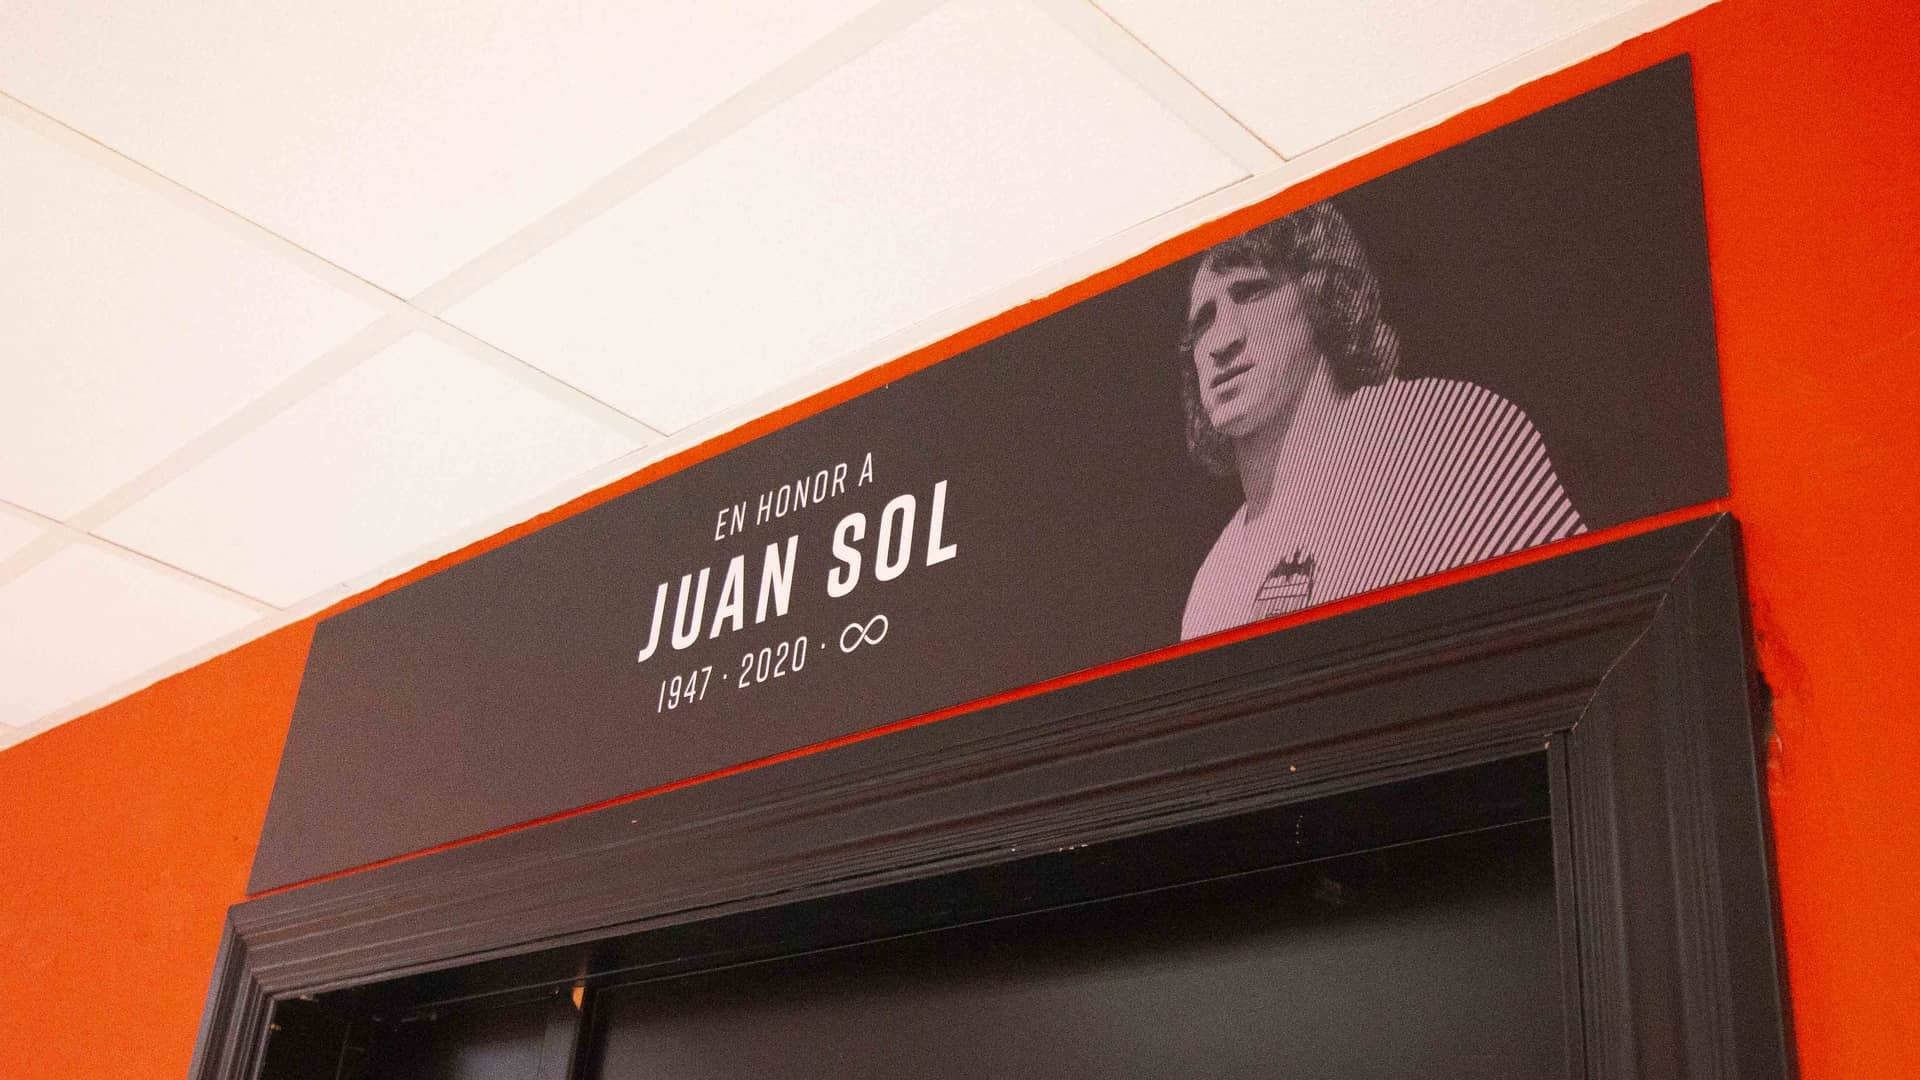 EN HONOR A
JUAN SOL
1947 · 2020 · ∞